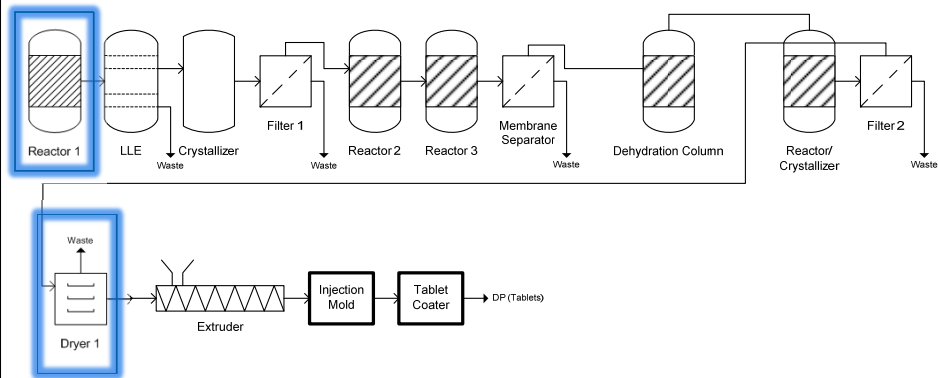 Reactor 1
LLE
Waste
Crystallizer
Filter 1
Waste
Reactor 2
Reactor 3
Membrane
Separator
Waste
Dehydration Column
Reactor/
Crystallizer
Filter 2
Waste
Waste
Dryer 1
Extruder
Injection
Mold
Tablet
Coater
DP (Tablets)